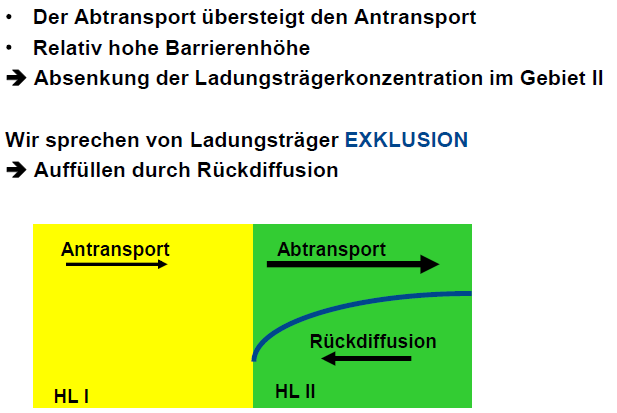 • Der Abtransport übersteigt den Antransport
• Relativ hohe Barrierenhöhe
➔ Absenkung der Ladungsträgerkonzentration im Gebiet II
Wir sprechen von Ladungsträger EXKLUSION
➔ Auffüllen durch Rückdiffusion
Antransport
Abtransport
Rückdiffusion
HL I
HL II